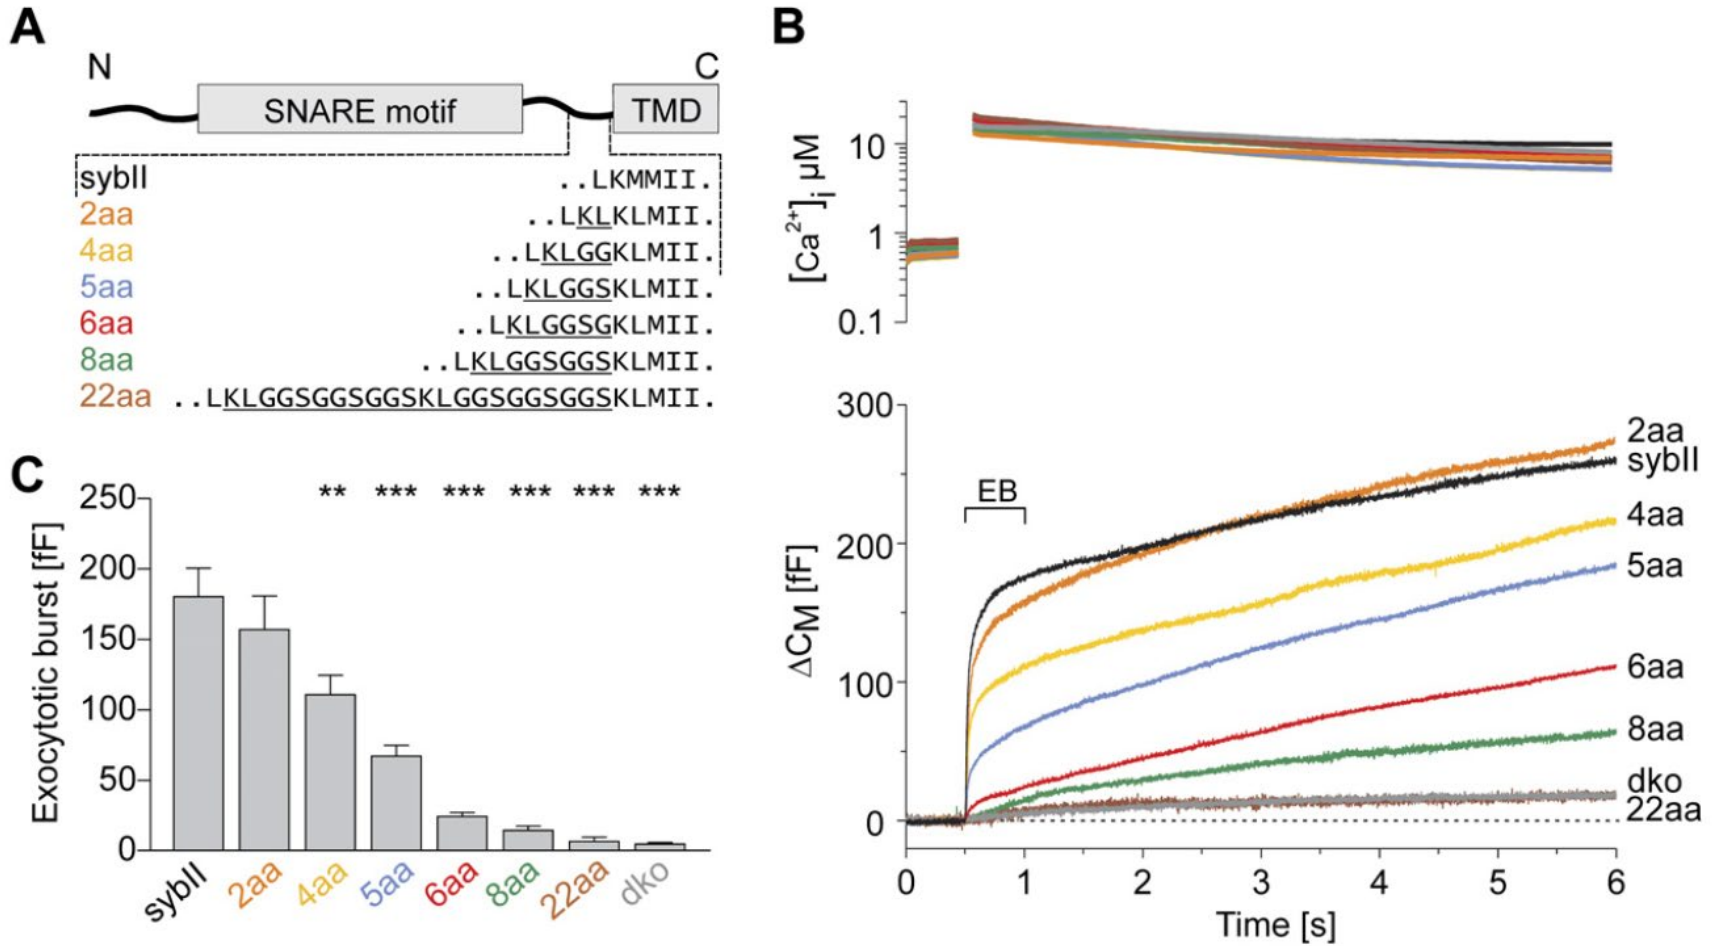 A
N
C
SNARE motif
TMD
sybII ..LKMMII.
2aa ..LKLKLMII.
4aa ..LKLGGKLMII.
5aa ..LKLGGSKLMII.
6aa ..LKLGGSGKLMII.
8aa ..LKLGGSGGSKLMII.
22aa ..LKLGGSGGSGGSKLGGSGGSGGSKLMII.
B
[Ca²⁺]i µM
10
1
0.1
300
200
100
0
ΔCM [fF]
EB
2aa
sybII
4aa
5aa
6aa
8aa
dko
22aa
0 1 2 3 4 5 6
Time [s]
C
Exocytotic burst [fF]
250
200
150
100
50
0
** *** *** *** *** ***
sybII 2aa 4aa 5aa 6aa 8aa 22aa dko